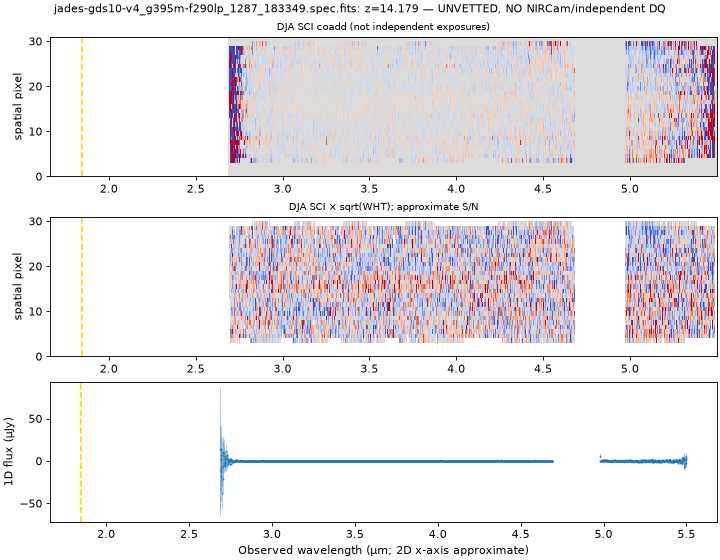 jades-gds10-v4_g395m-f290lp_1287_183349.spec.fits: z=14.179 — UNVETTED, NO NIRCam/independent DQ
DJA SCI coadd (not independent exposures)
spatial pixel
30
20
10
0
2.0 2.5 3.0 3.5 4.0 4.5 5.0
DJA SCI × sqrt(WHT); approximate S/N
spatial pixel
30
20
10
0
2.0 2.5 3.0 3.5 4.0 4.5 5.0
1D flux (μJy)
50
0
−50
2.0 2.5 3.0 3.5 4.0 4.5 5.0 5.5
Observed wavelength (μm; 2D x-axis approximate)